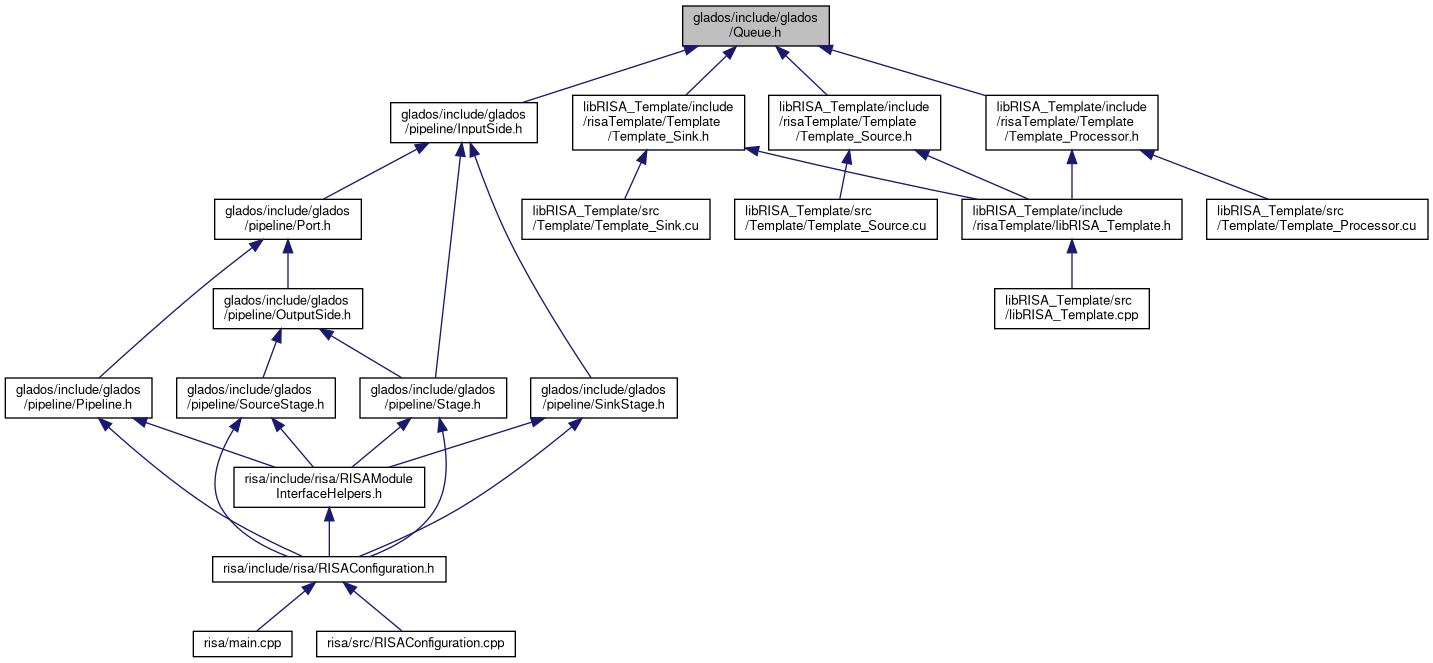 glados/include/glados
/Queue.h
glados/include/glados
/pipeline/InputSide.h
libRISA_Template/include
/risaTemplate/Template
/Template_Sink.h
libRISA_Template/include
/risaTemplate/Template
/Template_Source.h
libRISA_Template/include
/risaTemplate/Template
/Template_Processor.h
glados/include/glados
/pipeline/Port.h
libRISA_Template/src
/Template/Template_Sink.cu
libRISA_Template/src
/Template/Template_Source.cu
libRISA_Template/include
/risaTemplate/libRISA_Template.h
libRISA_Template/src
/Template/Template_Processor.cu
glados/include/glados
/pipeline/OutputSide.h
libRISA_Template/src
/libRISA_Template.cpp
glados/include/glados
/pipeline/Pipeline.h
glados/include/glados
/pipeline/SourceStage.h
glados/include/glados
/pipeline/Stage.h
glados/include/glados
/pipeline/SinkStage.h
risa/include/risa/RISAModule
InterfaceHelpers.h
risa/include/risa/RISAConfiguration.h
risa/main.cpp
risa/src/RISAConfiguration.cpp